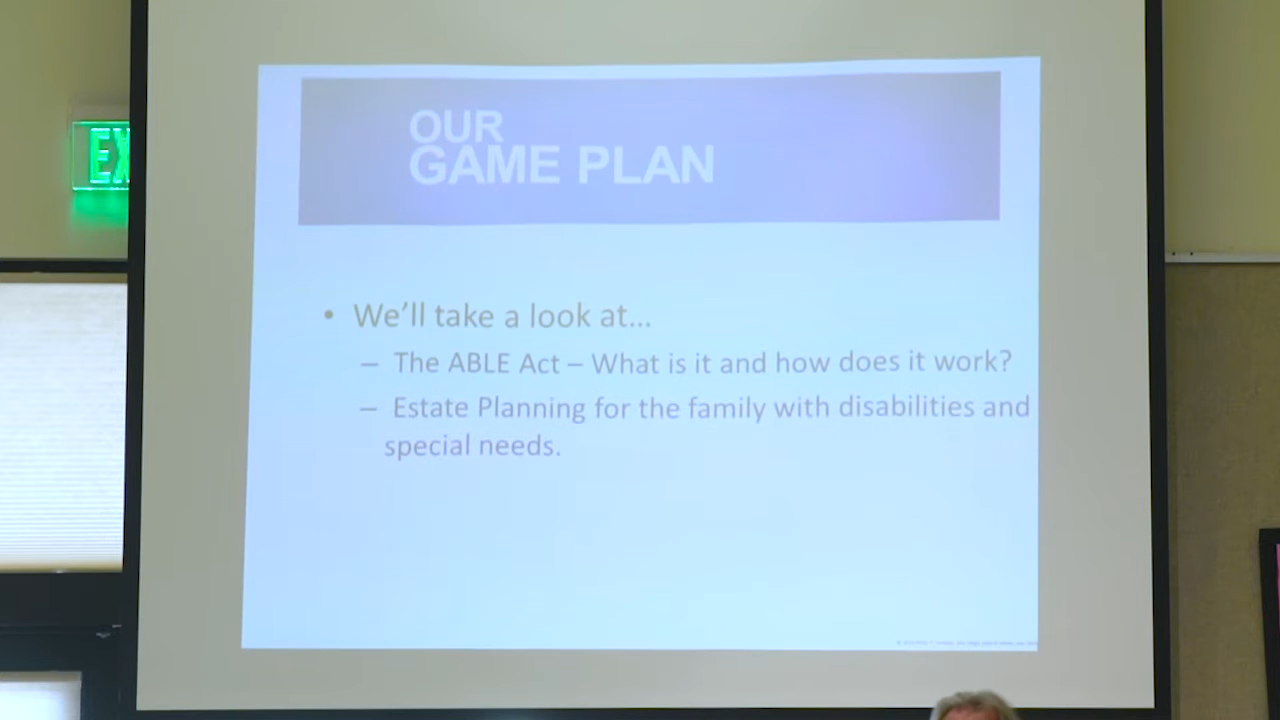 EX
OUR
GAME PLAN
• We'll take a look at...
– The ABLE Act – What is it and how does it work?
– Estate Planning for the family with disabilities and
special needs.